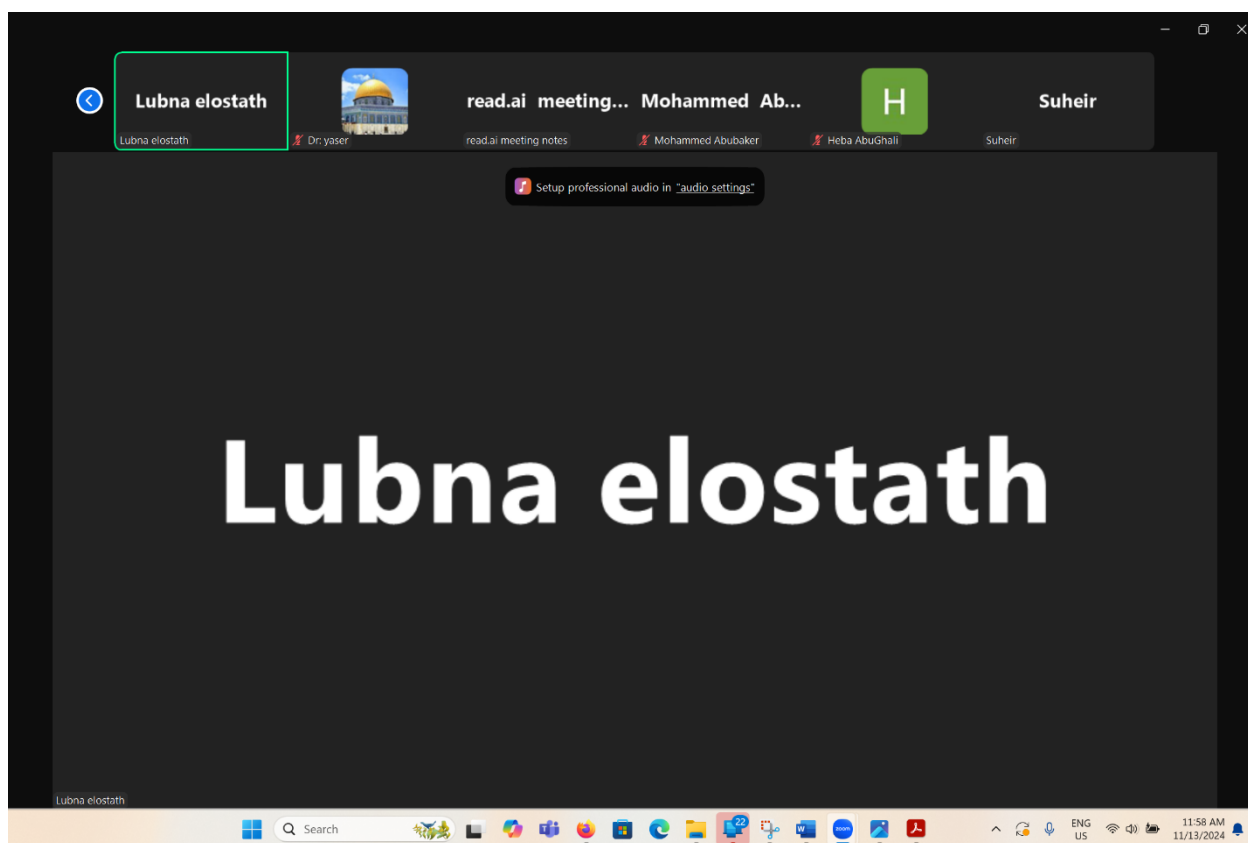 Lubna elostath
read.ai meeting...
Mohammed Ab...
H
Suheir
Lubna elostath
Dr: yaser
read.ai meeting notes
Mohammed Abubaker
Heba AbuGhali
Suheir
Setup professional audio in "audio settings"
Lubna elostath
Lubna elostath
Search
22
zoom
ENG
US
11:58 AM
11/13/2024